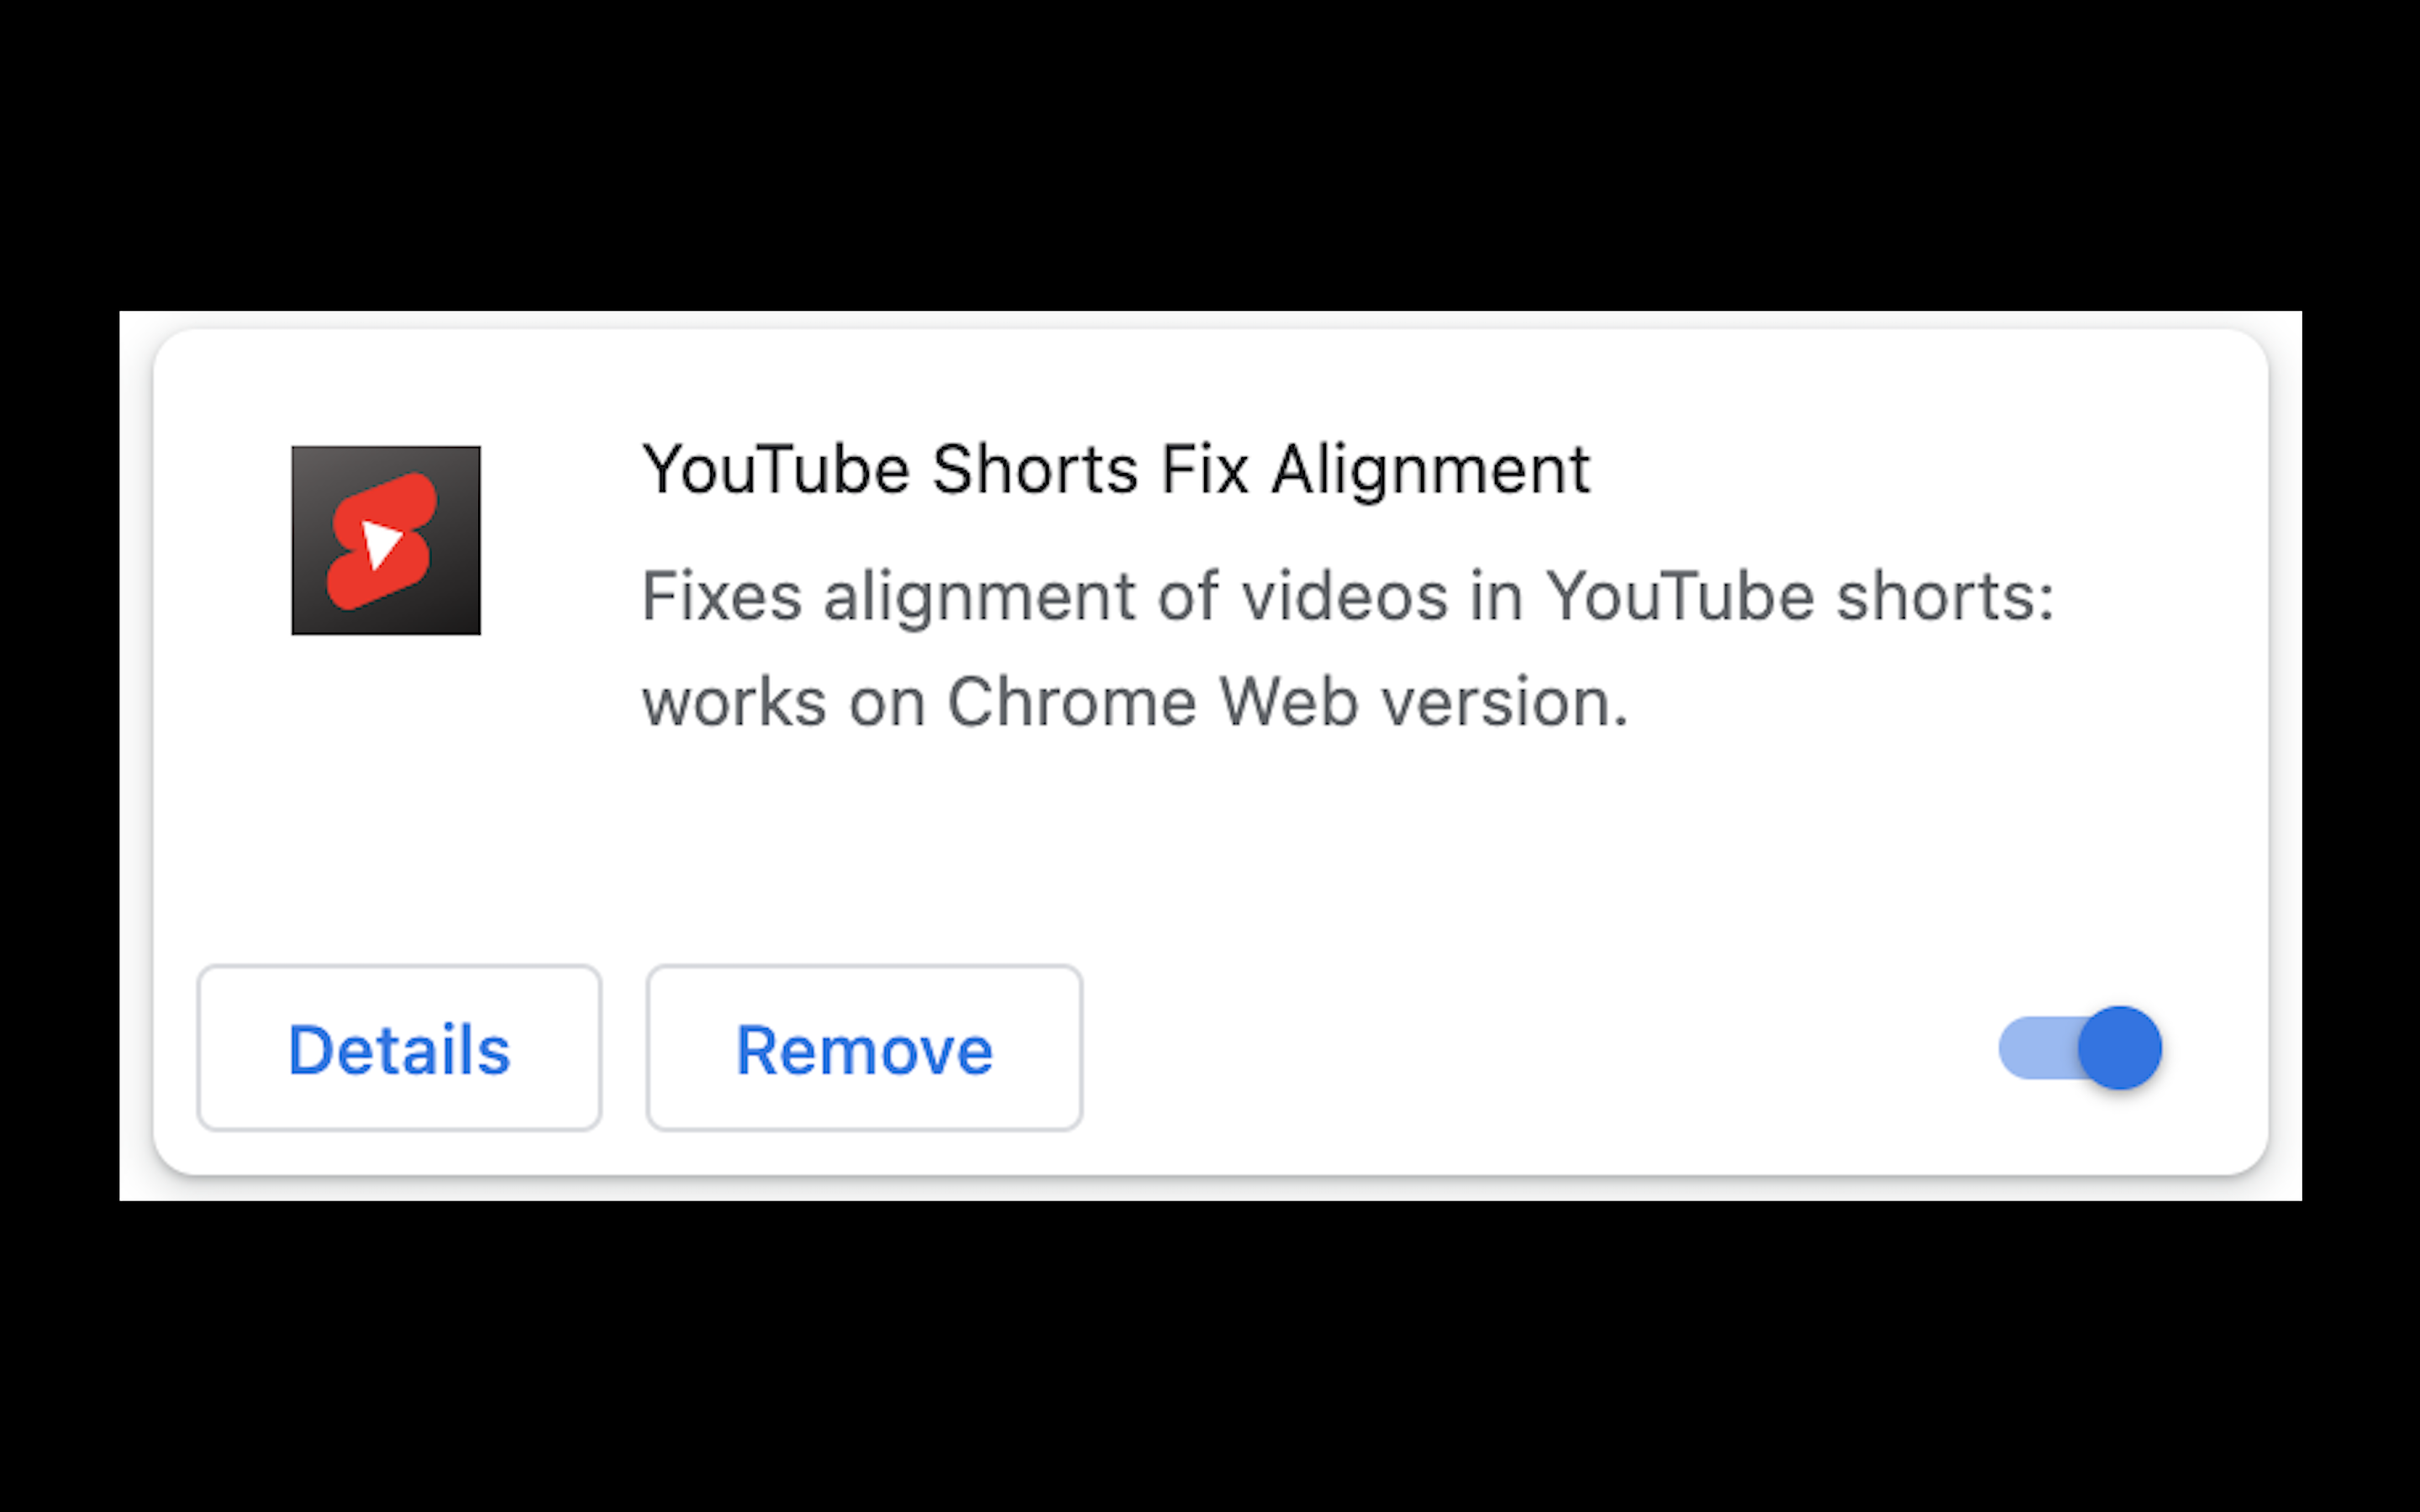 YouTube Shorts Fix Alignment
Fixes alignment of videos in YouTube shorts:
works on Chrome Web version.
Details
Remove